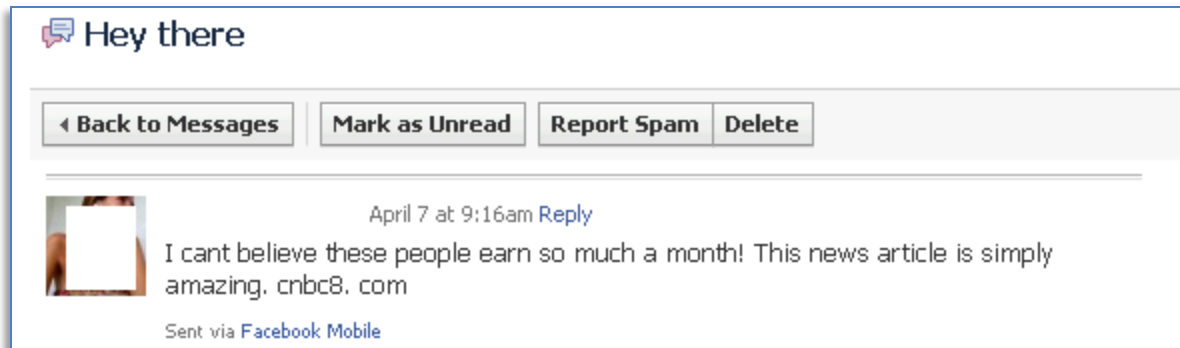 Hey there
Back to Messages Mark as Unread Report Spam Delete
April 7 at 9:16am Reply
I cant believe these people earn so much a month! This news article is simply
amazing. cnbc8. com
Sent via Facebook Mobile